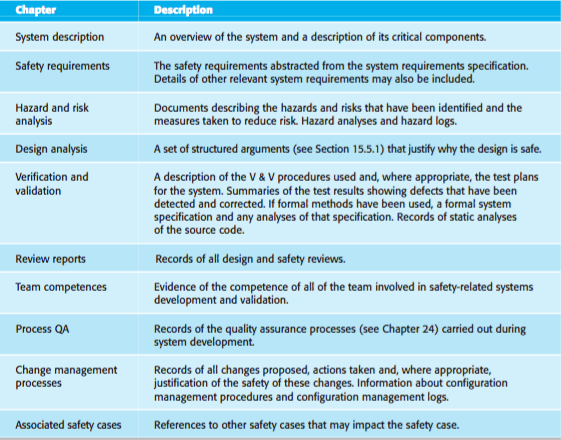 Chapter Description
System description An overview of the system and a description of its critical components.
Safety requirements The safety requirements abstracted from the system requirements specification.
Details of other relevant system requirements may also be included.
Hazard and risk Documents describing the hazards and risks that have been identified and the
analysis measures taken to reduce risk. Hazard analyses and hazard logs.
Design analysis A set of structured arguments (see Section 15.5.1) that justify why the design is safe.
Verification and A description of the V & V procedures used and, where appropriate, the test plans
validation for the system. Summaries of the test results showing defects that have been
detected and corrected. If formal methods have been used, a formal system
specification and any analyses of that specification. Records of static analyses
of the source code.
Review reports Records of all design and safety reviews.
Team competences Evidence of the competence of all of the team involved in safety-related systems
development and validation.
Process QA Records of the quality assurance processes (see Chapter 24) carried out during
system development.
Change management Records of all changes proposed, actions taken and, where appropriate,
processes justification of the safety of these changes. Information about configuration
management procedures and configuration management logs.
Associated safety cases References to other safety cases that may impact the safety case.